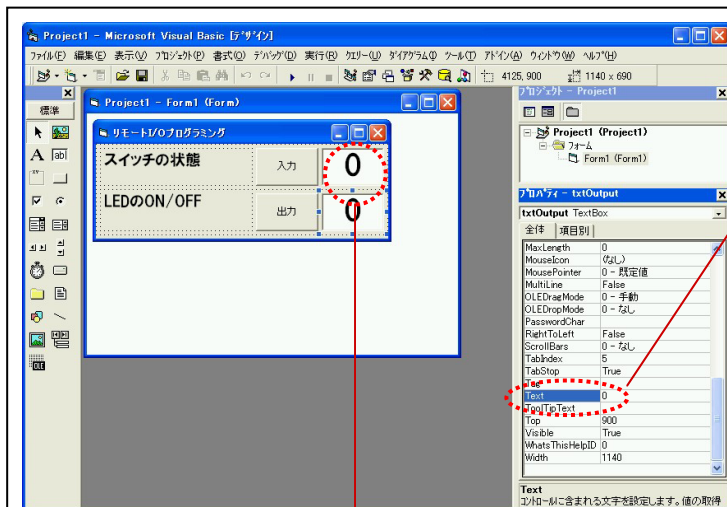 Project1 - Microsoft Visual Basic [ﾃﾞｻﾞｲﾝ]
ﾌｧｲﾙ(F) 編集(E) 表示(V) ﾌﾟﾛｼﾞｪｸﾄ(P) 書式(O) ﾃﾞﾊﾞｯｸﾞ(D) 実行(R) ｸｴﾘｰ(U) ﾀﾞｲｱｸﾞﾗﾑ(I) ﾂｰﾙ(T) ｱﾄﾞｲﾝ(A) ｳｨﾝﾄﾞｳ(W) ﾍﾙﾌﾟ(H)
4125, 900 1140 x 690
標準
A ab|
OLE
Project1 - Form1 (Form)
リモートI/Oプログラミング
スイッチの状態 入力 0
LEDのON/OFF 出力 0
ﾌﾟﾛｼﾞｪｸﾄ - Project1
Project1 (Project1)
ﾌｫｰﾑ
Form1 (Form1)
ﾌﾟﾛﾊﾟﾃｨ - txtOutput
txtOutput TextBox
全体 項目別
MaxLength 0
MouseIcon (なし)
MousePointer 0 - 既定値
MultiLine False
OLEDragMode 0 - 手動
OLEDropMode 0 - なし
PasswordChar
RightToLeft False
ScrollBars 0 - なし
TabIndex 5
TabStop True
Tag
Text 0
ToolTipText
Top 900
Visible True
WhatsThisHelpID 0
Width 1140
Text
ｺﾝﾄﾛｰﾙに含まれる文字を設定します。値の取得